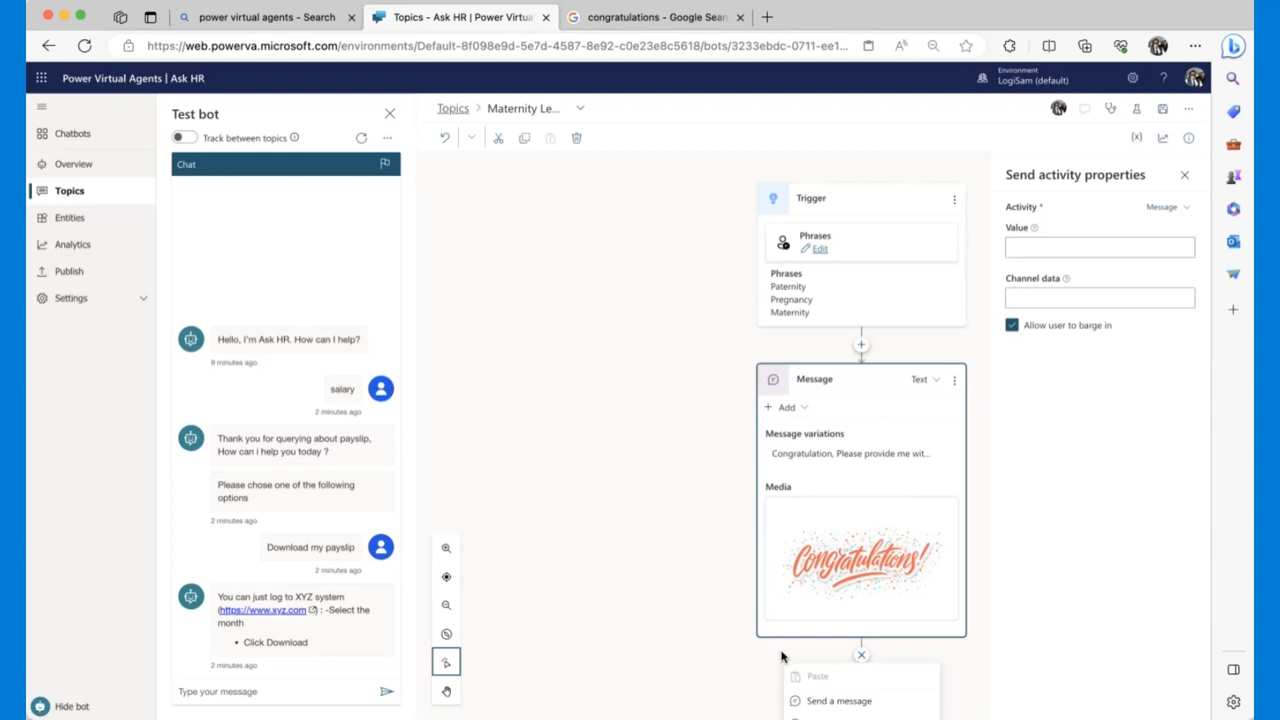 power virtual agents - Search
Topics - Ask HR | Power Virtua
congratulations - Google Sear
https://web.powerva.microsoft.com/environments/Default-8f098e9d-5e7d-4587-8e92-c0e23e8c5618/bots/3233ebdc-0711-ee1...
Power Virtual Agents | Ask HR
Environment
LogiSam (default)
Chatbots
Overview
Topics
Entities
Analytics
Publish
Settings
Hide bot
Test bot
Track between topics
Chat
Hello, I'm Ask HR. How can I help?
9 minutes ago
salary
2 minutes ago
Thank you for querying about payslip,
How can i help you today ?
Please chose one of the following
options
2 minutes ago
Download my payslip
2 minutes ago
You can just log to XYZ system
(https://www.xyz.com) : -Select the
month
• Click Download
2 minutes ago
Type your message
Topics > Maternity Le...
Trigger
Phrases
Edit
Phrases
Paternity
Pregnancy
Maternity
Message
Text
+ Add
Message variations
Congratulation, Please provide me wit...
Media
Congratulations!
Paste
Send a message
Send activity properties
Activity *
Message
Value
Channel data
Allow user to barge in